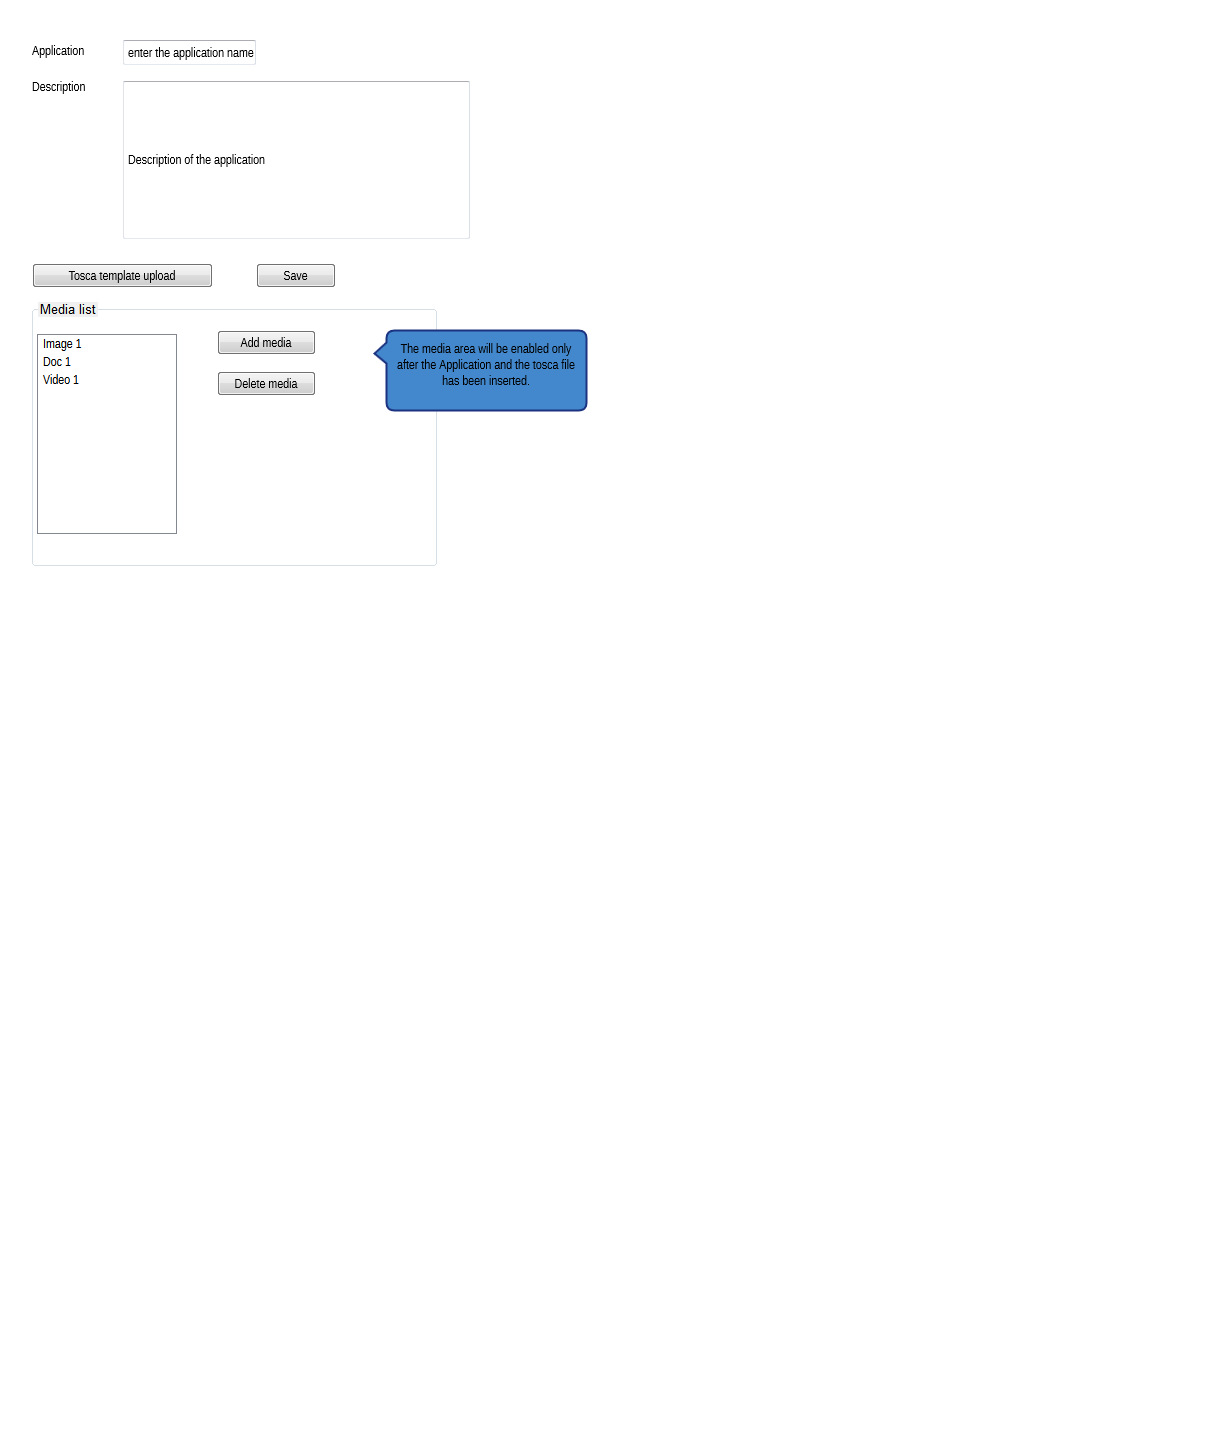 Application
enter the application name
Description
Description of the application
Tosca template upload
Save
Media list
Image 1
Doc 1
Video 1
Add media
Delete media
The media area will be enabled only
after the Application and the tosca file
has been inserted.